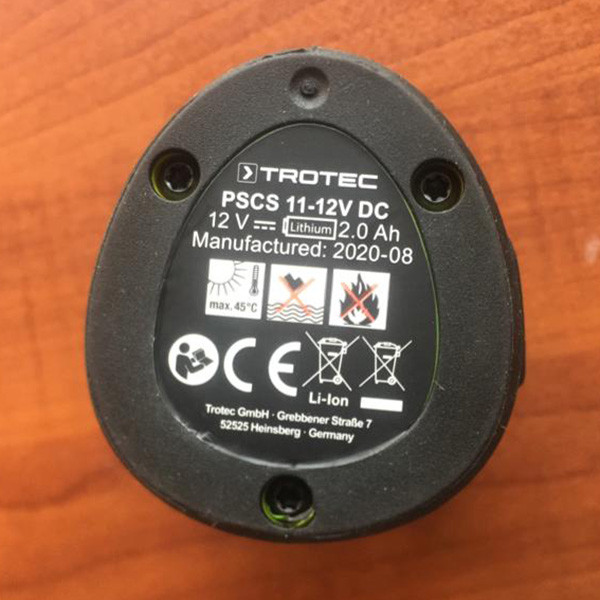 TROTEC
PSCS 11-12V DC
12 V Lithium 2.0 Ah
Manufactured: 2020-08
max. 45°C
CE
Li-Ion
Trotec GmbH · Grebbener Straße 7
52525 Heinsberg · Germany